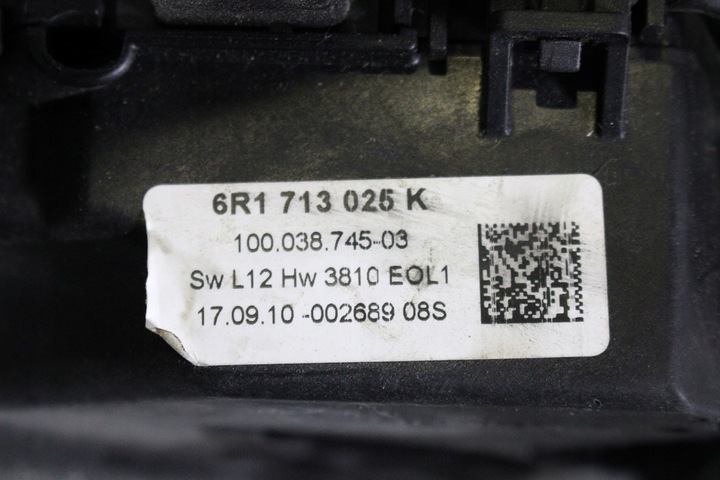 6R1 713 025 K
100.038.745-03
Sw L12 Hw 3810 EOL1
17.09.10 -002689 08S